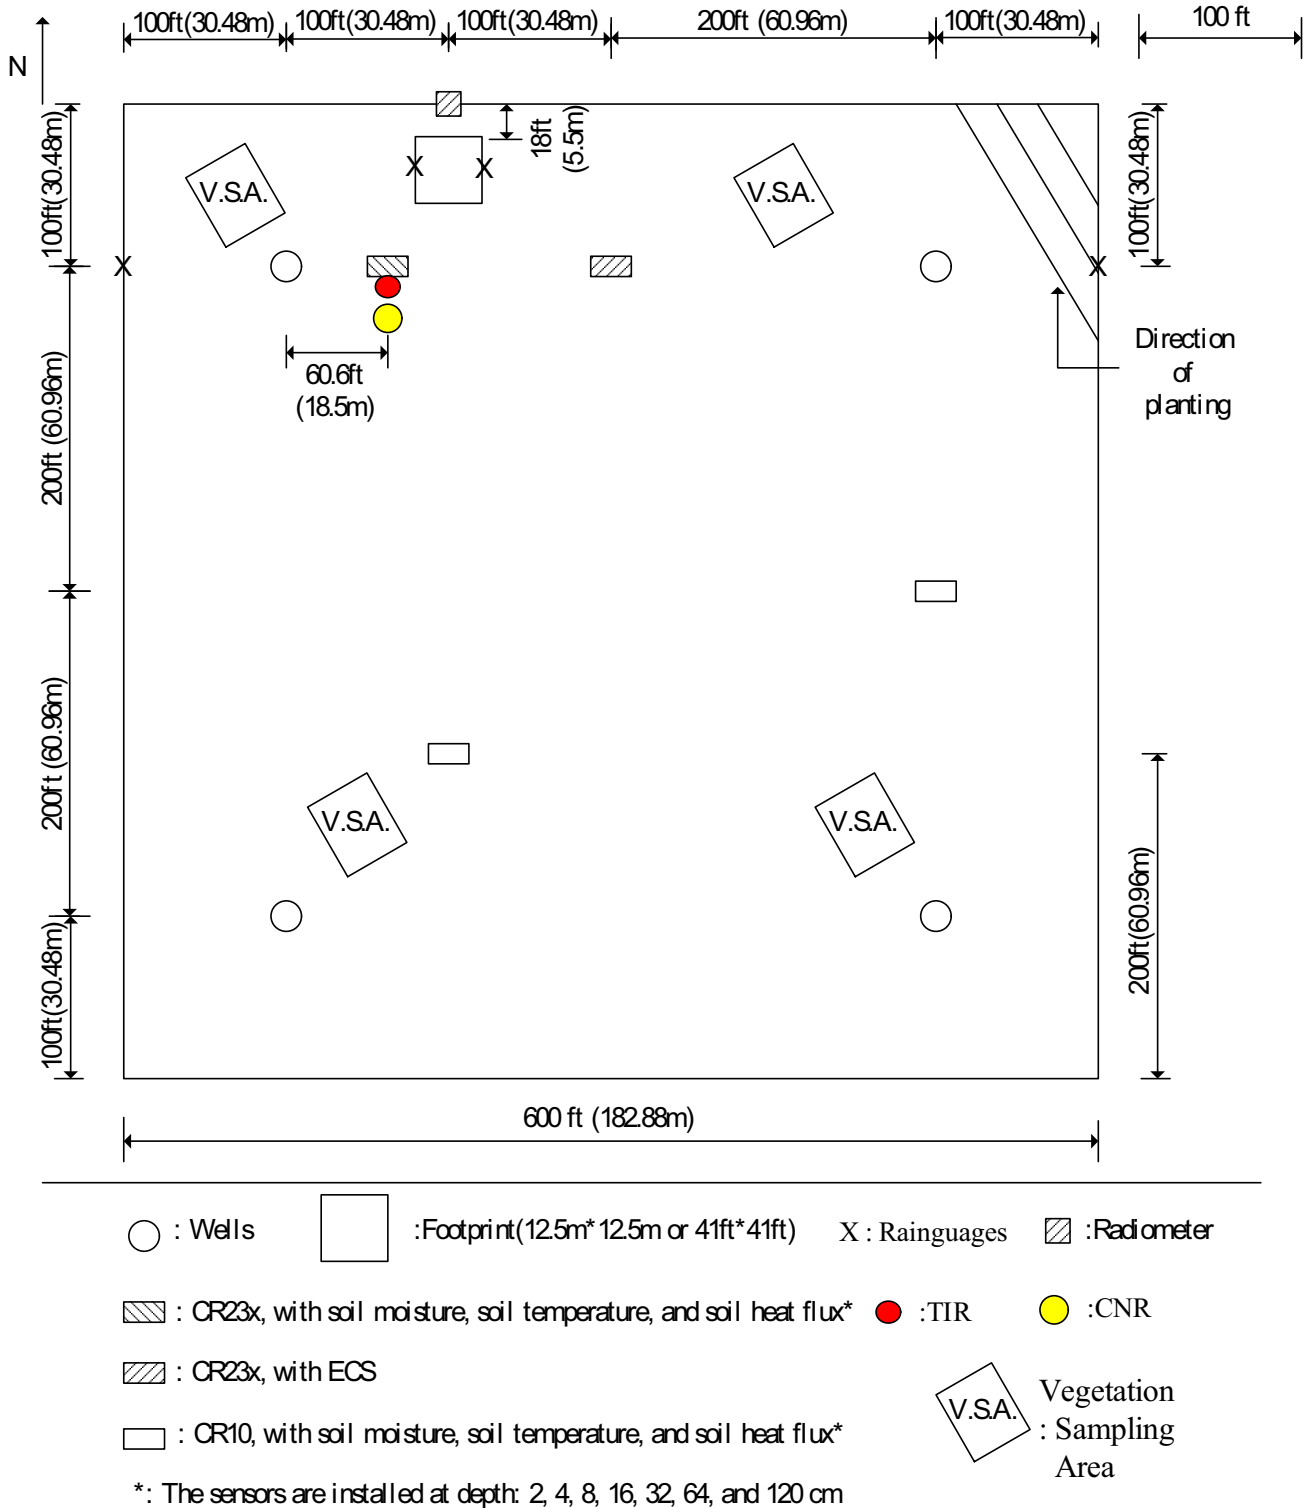 100ft(30.48m) 100ft(30.48m) 100ft(30.48m) 200ft (60.96m) 100ft(30.48m) 100 ft
N
100ft(30.48m)
18ft
(5.5m)
100ft(30.48m)
V.S.A.
V.S.A.
X X
X
X
60.6ft
(18.5m)
Direction
of
planting
200ft (60.96m)
200ft (60.96m)
V.S.A.
V.S.A.
200ft(60.96m)
100ft(30.48m)
600 ft (182.88m)
: Wells
:Footprint(12.5m*12.5m or 41ft*41ft)
X : Rainguages
:Radiometer
: CR23x, with soil moisture, soil temperature, and soil heat flux*
:TIR
:CNR
: CR23x, with ECS
V.S.A.
Vegetation
: Sampling
Area
: CR10, with soil moisture, soil temperature, and soil heat flux*
*: The sensors are installed at depth: 2, 4, 8, 16, 32, 64, and 120 cm